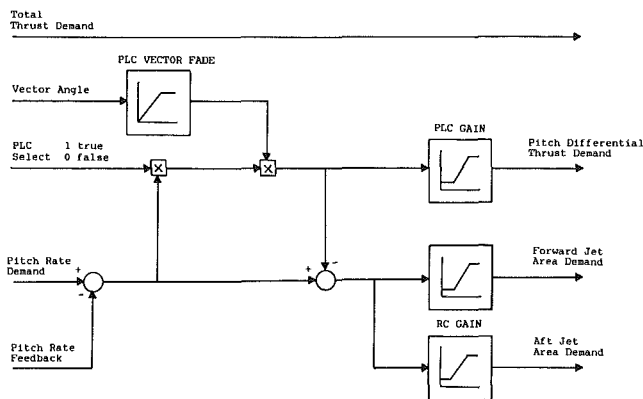 Total
Thrust Demand
PLC VECTOR FADE
Vector Angle
PLC 1 true
Select 0 false
X
X
PLC GAIN
Pitch Differential
Thrust Demand
Pitch Rate
Demand
+
-
+
-
Forward Jet
Area Demand
Pitch Rate
Feedback
RC GAIN
Aft Jet
Area Demand